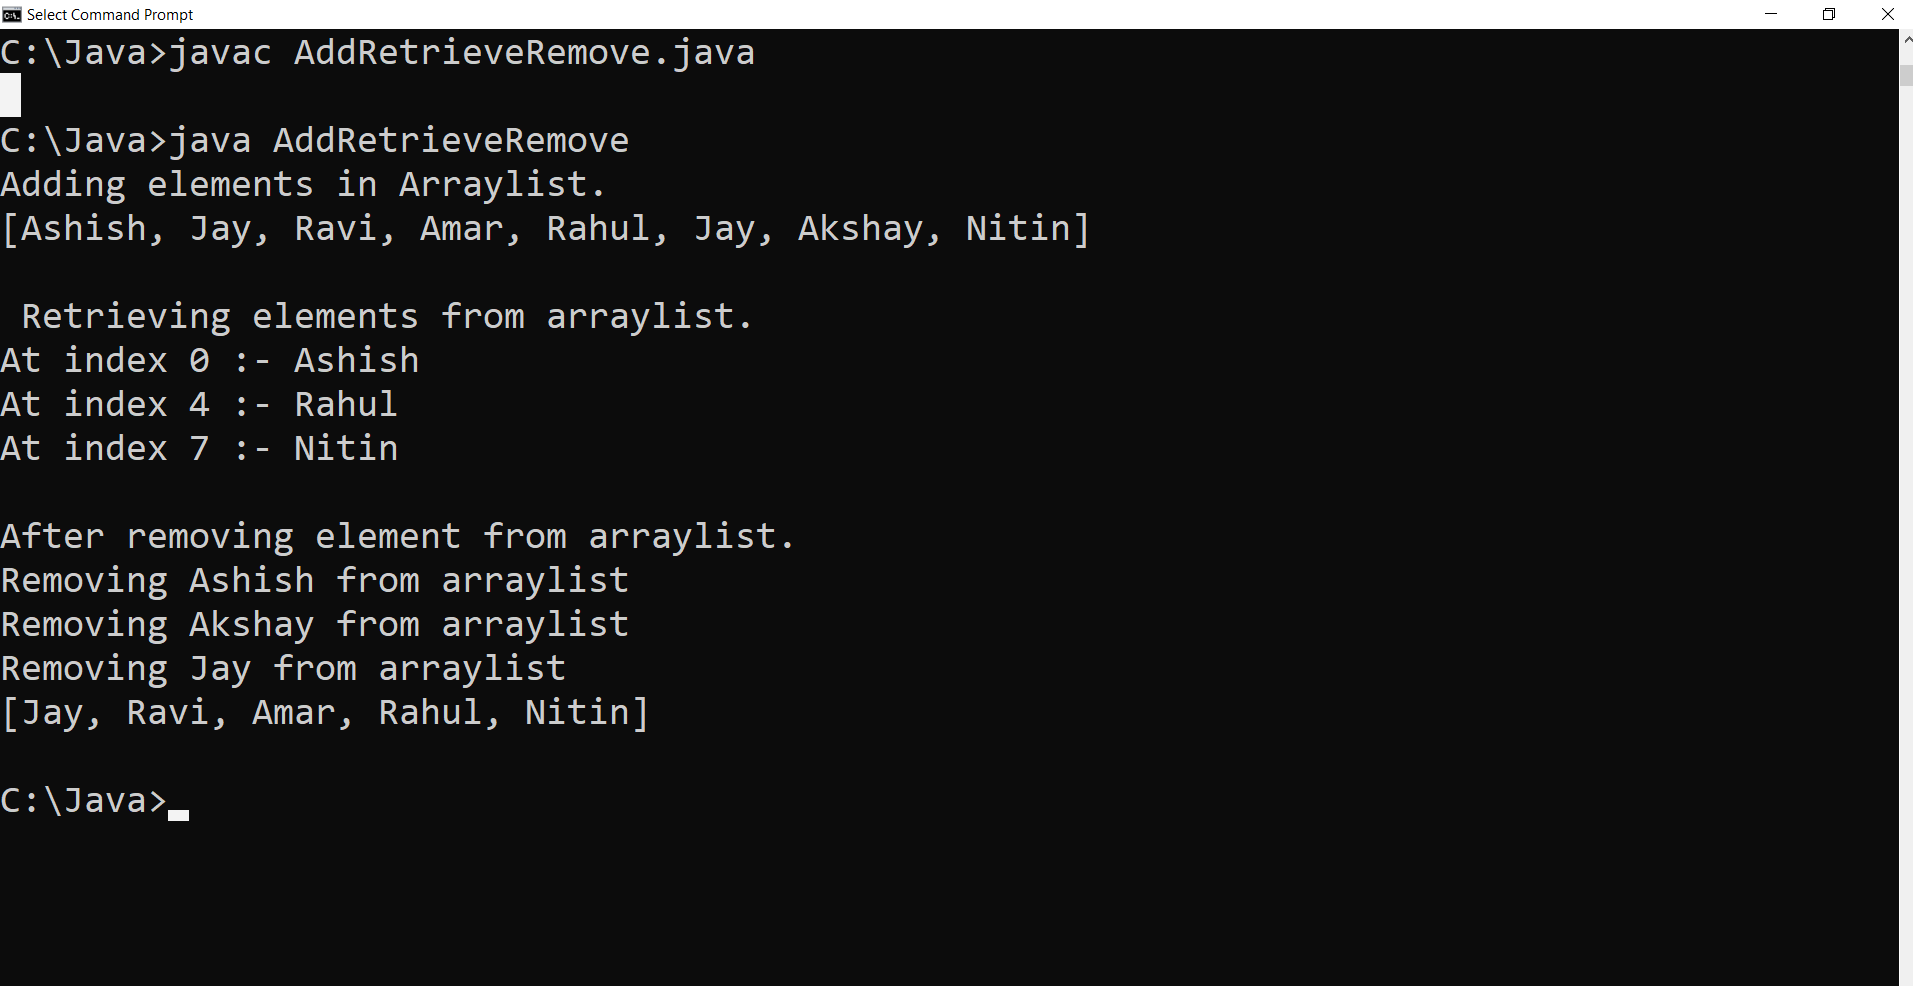 Select Command Prompt
C:\Java>javac AddRetrieveRemove.java
C:\Java>java AddRetrieveRemove
Adding elements in Arraylist.
[Ashish, Jay, Ravi, Amar, Rahul, Jay, Akshay, Nitin]
Retrieving elements from arraylist.
At index 0 :- Ashish
At index 4 :- Rahul
At index 7 :- Nitin
After removing element from arraylist.
Removing Ashish from arraylist
Removing Akshay from arraylist
Removing Jay from arraylist
[Jay, Ravi, Amar, Rahul, Nitin]
C:\Java>